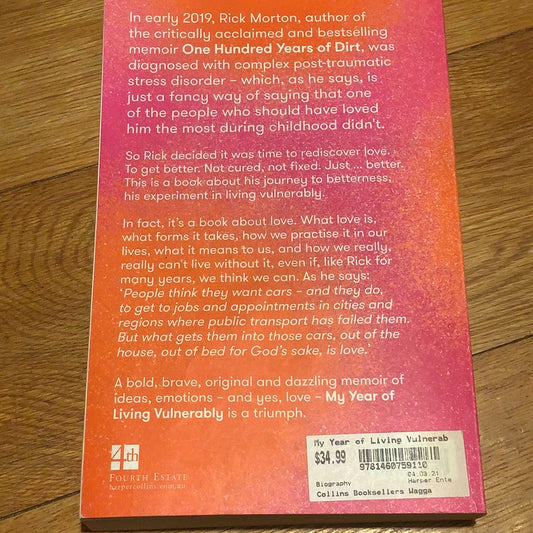 In early 2019, Rick Morton, author of
the critically acclaimed and bestselling
memoir One Hundred Years of Dirt, was
diagnosed with complex post-traumatic
stress disorder – which, as he says, is
just a fancy way of saying that one
of the people who should have loved
him the most during childhood didn't.
So Rick decided it was time to rediscover love.
To get better. Not cured, not fixed. Just ... better.
This is a book about his journey to betterness,
his experiment in living vulnerably.
In fact, it's a book about love. What love is,
what forms it takes, how we practise it in our
lives, what it means to us, and how we really,
really can't live without it, even if, like Rick for
many years, we think we can. As he says:
'People think they want cars – and they do,
to get to jobs and appointments in cities and
regions where public transport has failed them.
But what gets them into those cars, out of the
house, out of bed for God's sake, is love.'
A bold, brave, original and dazzling memoir of
ideas, emotions – and yes, love – My Year of
Living Vulnerably is a triumph.
4th
FOURTH ESTATE
harpercollins.com.au
My Year of Living Vulnerab
$34.99
9781460759110
04.03.21
Biography
Harper Ente
Collins Booksellers Wagga